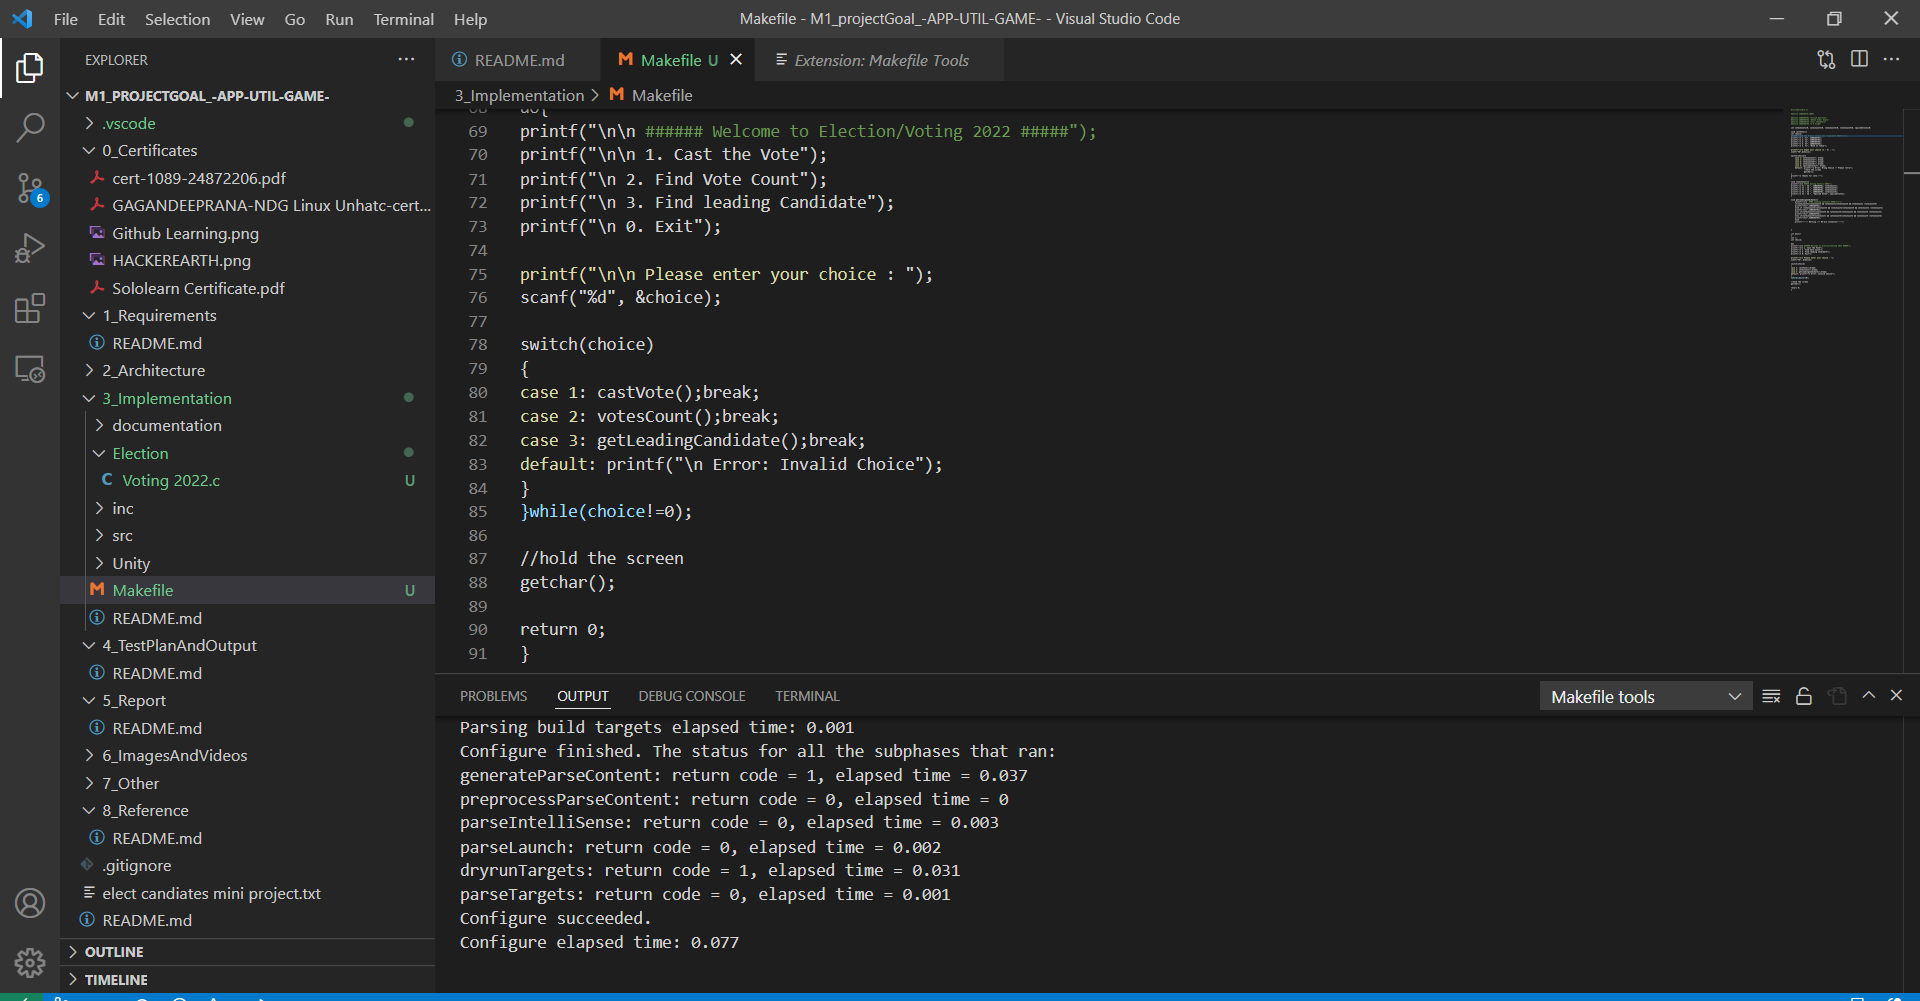 File Edit Selection View Go Run Terminal Help
Makefile - M1_projectGoal_-APP-UTIL-GAME- - Visual Studio Code
EXPLORER
M1_PROJECTGOAL_-APP-UTIL-GAME-
.vscode
0_Certificates
cert-1089-24872206.pdf
GAGANDEEPRANA-NDG Linux Unhatc-cert...
Github Learning.png
HACKEREARTH.png
Sololearn Certificate.pdf
1_Requirements
README.md
2_Architecture
3_Implementation
documentation
Election
C Voting 2022.c U
inc
src
Unity
M Makefile U
README.md
4_TestPlanAndOutput
README.md
5_Report
README.md
6_ImagesAndVideos
7_Other
8_Reference
README.md
.gitignore
elect candiates mini project.txt
README.md
OUTLINE
TIMELINE
6
README.md
M Makefile U
Extension: Makefile Tools
3_Implementation > M Makefile
68 do{
69 printf("\n\n ###### Welcome to Election/Voting 2022 #####");
70 printf("\n\n 1. Cast the Vote");
71 printf("\n 2. Find Vote Count");
72 printf("\n 3. Find leading Candidate");
73 printf("\n 0. Exit");
74
75 printf("\n\n Please enter your choice : ");
76 scanf("%d", &choice);
77
78 switch(choice)
79 {
80 case 1: castVote();break;
81 case 2: votesCount();break;
82 case 3: getLeadingCandidate();break;
83 default: printf("\n Error: Invalid Choice");
84 }
85 }while(choice!=0);
86
87 //hold the screen
88 getchar();
89
90 return 0;
91 }
PROBLEMS OUTPUT DEBUG CONSOLE TERMINAL
Makefile tools
Parsing build targets elapsed time: 0.001
Configure finished. The status for all the subphases that ran:
generateParseContent: return code = 1, elapsed time = 0.037
preprocessParseContent: return code = 0, elapsed time = 0
parseIntelliSense: return code = 0, elapsed time = 0.003
parseLaunch: return code = 0, elapsed time = 0.002
dryrunTargets: return code = 1, elapsed time = 0.031
parseTargets: return code = 0, elapsed time = 0.001
Configure succeeded.
Configure elapsed time: 0.077